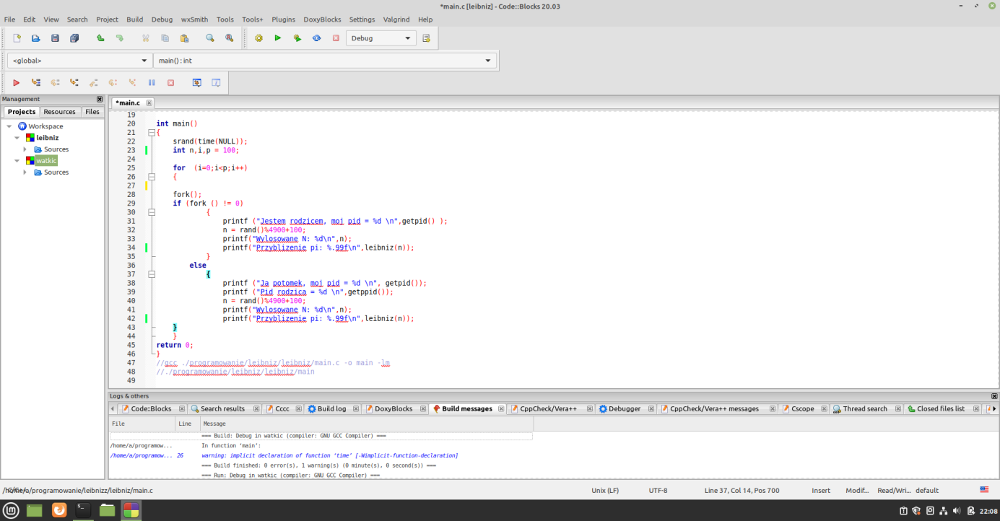 *main.c [leibniz] - Code::Blocks 20.03
File Edit View Search Project Build Debug wxSmith Tools Tools+ Plugins DoxyBlocks Settings Valgrind Help
Debug
<global> main() : int
Management
Projects Resources Files
Workspace
leibniz
Sources
watkic
Sources
*main.c
19
20 int main()
21 {
22 srand(time(NULL));
23 int n,i,p = 100;
24
25 for (i=0;i<p;i++)
26 {
27
28 fork();
29 if (fork () != 0)
30 {
31 printf ("Jestem rodzicem, moj pid = %d \n",getpid() );
32 n = rand()%4900+100;
33 printf("Wylosowane N: %d\n",n);
34 printf("Przyblizenie pi: %.99f\n",leibniz(n));
35 }
36 else
37 {
38 printf ("Ja potomek, moj pid = %d \n", getpid());
39 printf ("Pid rodzica = %d \n",getppid());
40 n = rand()%4900+100;
41 printf("Wylosowane N: %d\n",n);
42 printf("Przyblizenie pi: %.99f\n",leibniz(n));
43 }
44 }
45 return 0;
46 }
47 //gcc ./programowanie/leibniz/leibniz/main.c -o main -lm
48 //./programowanie/leibniz/leibniz/main
49
Logs & others
Code::Blocks Search results Cccc Build log DoxyBlocks Build messages CppCheck/Vera++ Debugger CppCheck/Vera++ messages Cscope Thread search Closed files list
File Line Message
=== Build: Debug in watkic (compiler: GNU GCC Compiler) ===
/home/a/programow... In function ‘main’:
/home/a/programow... 26 warning: implicit declaration of function ‘time’ [-Wimplicit-function-declaration]
=== Build finished: 0 error(s), 1 warning(s) (0 minute(s), 0 second(s)) ===
=== Run: Debug in watkic (compiler: GNU GCC Compiler) ===
/programowanie/leibnizz/leibniz/main.c Unix (LF) UTF-8 Line 37, Col 14, Pos 700 Insert Modif... Read/Wri... default
22:08